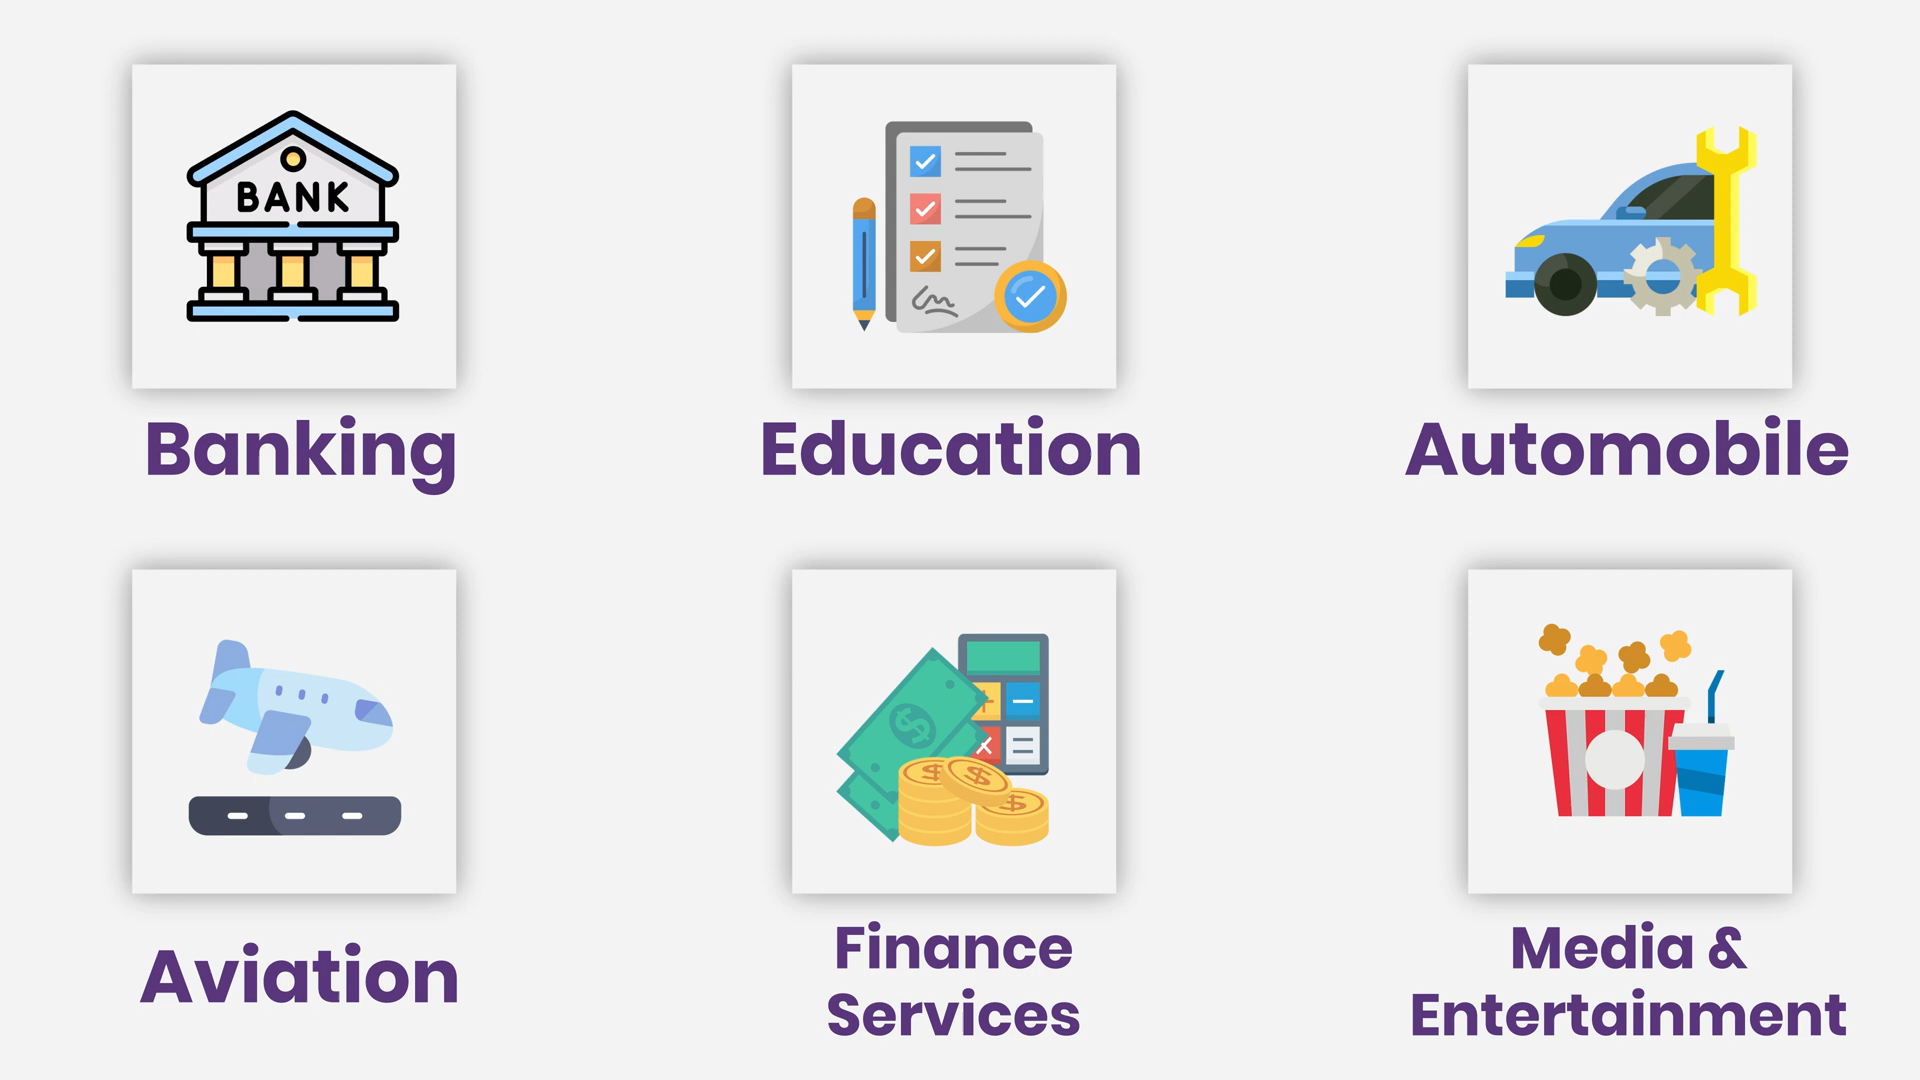 BANK
Banking
Education
Automobile
Aviation
Finance
Services
Media &
Entertainment